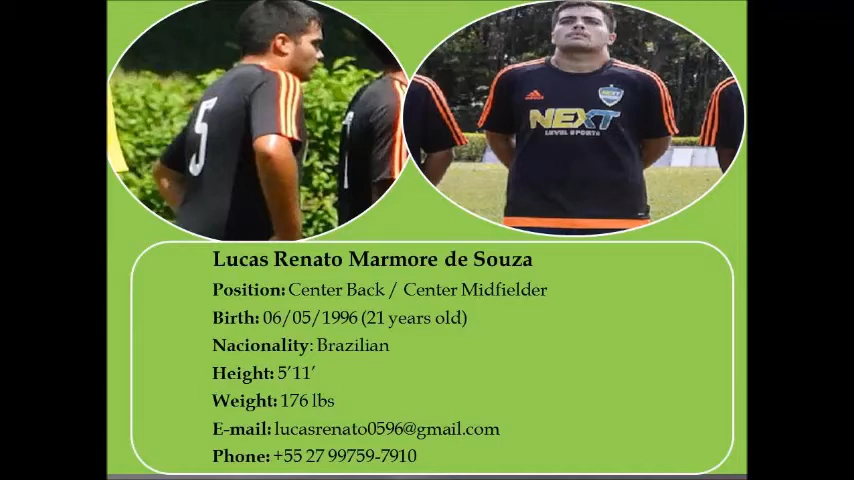 5
NEXT
NEXT
LEVEL SPORTS
Lucas Renato Marmore de Souza
Position: Center Back / Center Midfielder
Birth: 06/05/1996 (21 years old)
Nacionality: Brazilian
Height: 5'11'
Weight: 176 lbs
E-mail: lucasrenato0596@gmail.com
Phone: +55 27 99759-7910